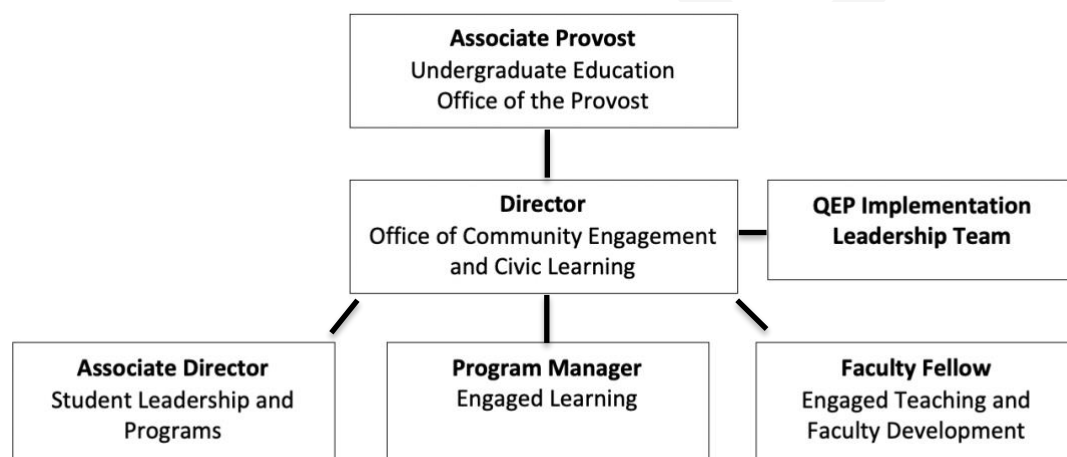 Associate Provost
Undergraduate Education
Office of the Provost
Director
Office of Community Engagement
and Civic Learning
QEP Implementation
Leadership Team
Associate Director
Student Leadership and
Programs
Program Manager
Engaged Learning
Faculty Fellow
Engaged Teaching and
Faculty Development